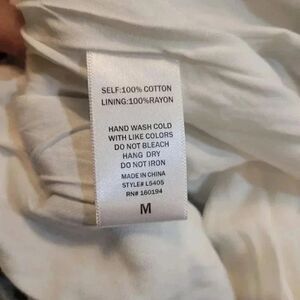 SELF:100% COTTON
LINING:100%RAYON
HAND WASH COLD
WITH LIKE COLORS
DO NOT BLEACH
HANG DRY
DO NOT IRON
MADE IN CHINA
STYLE# L5405
RN# 160194
M